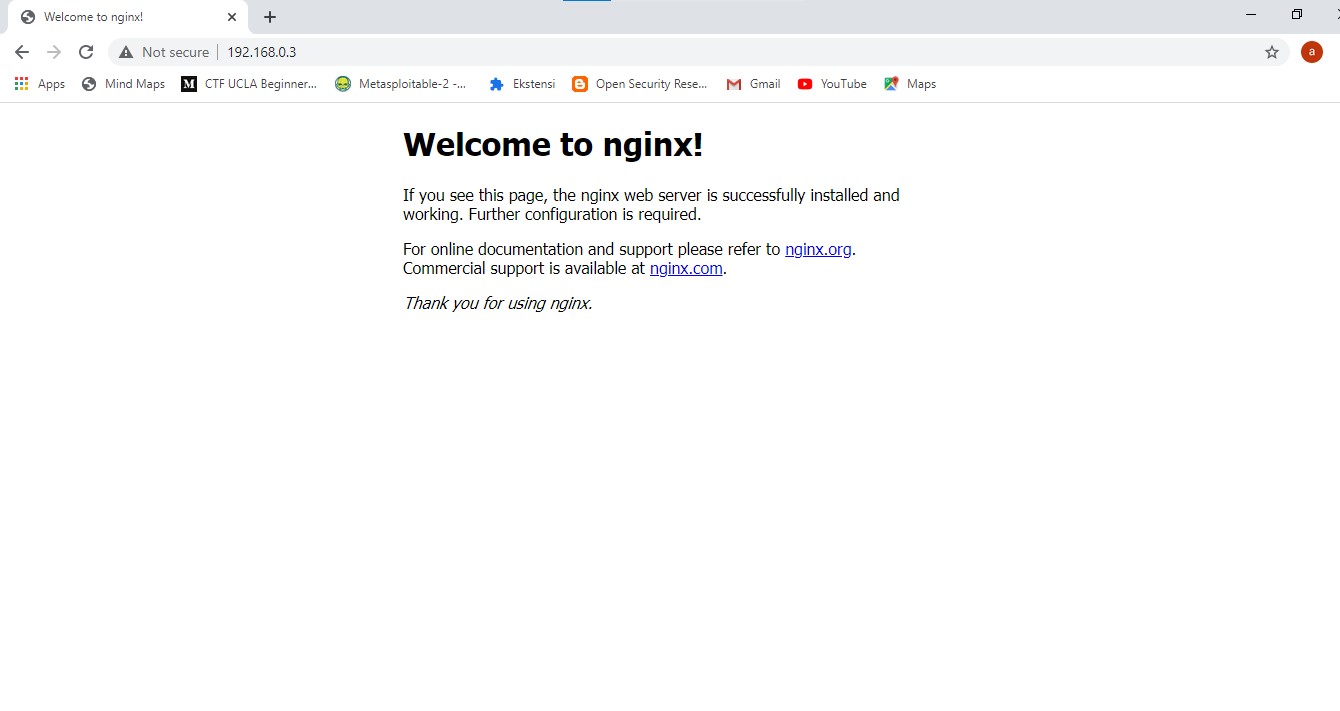 Welcome to nginx!
Not secure 192.168.0.3
a
Apps Mind Maps M CTF UCLA Beginner... Metasploitable-2 -... Ekstensi Open Security Rese... Gmail YouTube Maps
Welcome to nginx!
If you see this page, the nginx web server is successfully installed and
working. Further configuration is required.
For online documentation and support please refer to nginx.org.
Commercial support is available at nginx.com.
Thank you for using nginx.